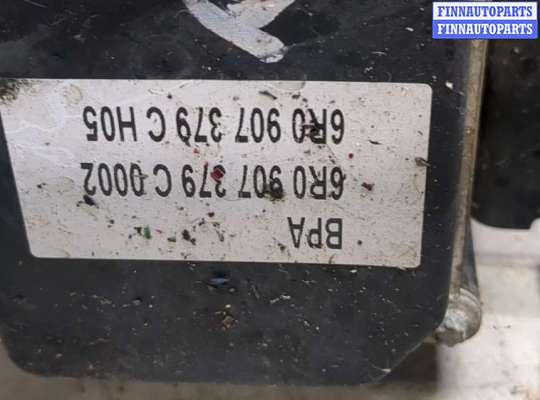 FINNAUTOPARTS
FINNAUTOPARTS
BPA
6R0 907 379 C 0002
6R0 907 379 C H05